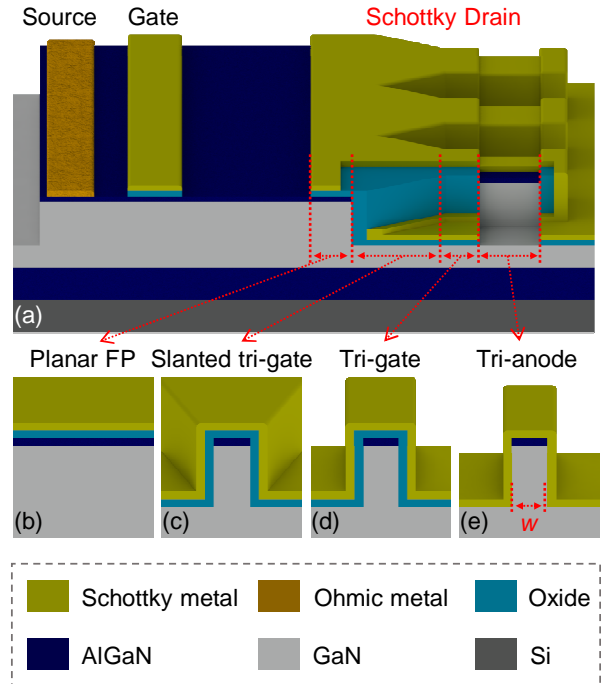 Source Gate Schottky Drain
(a)
Planar FP Slanted tri-gate Tri-gate Tri-anode
(b) (c) (d) (e) w
Schottky metal Ohmic metal Oxide
AlGaN GaN Si